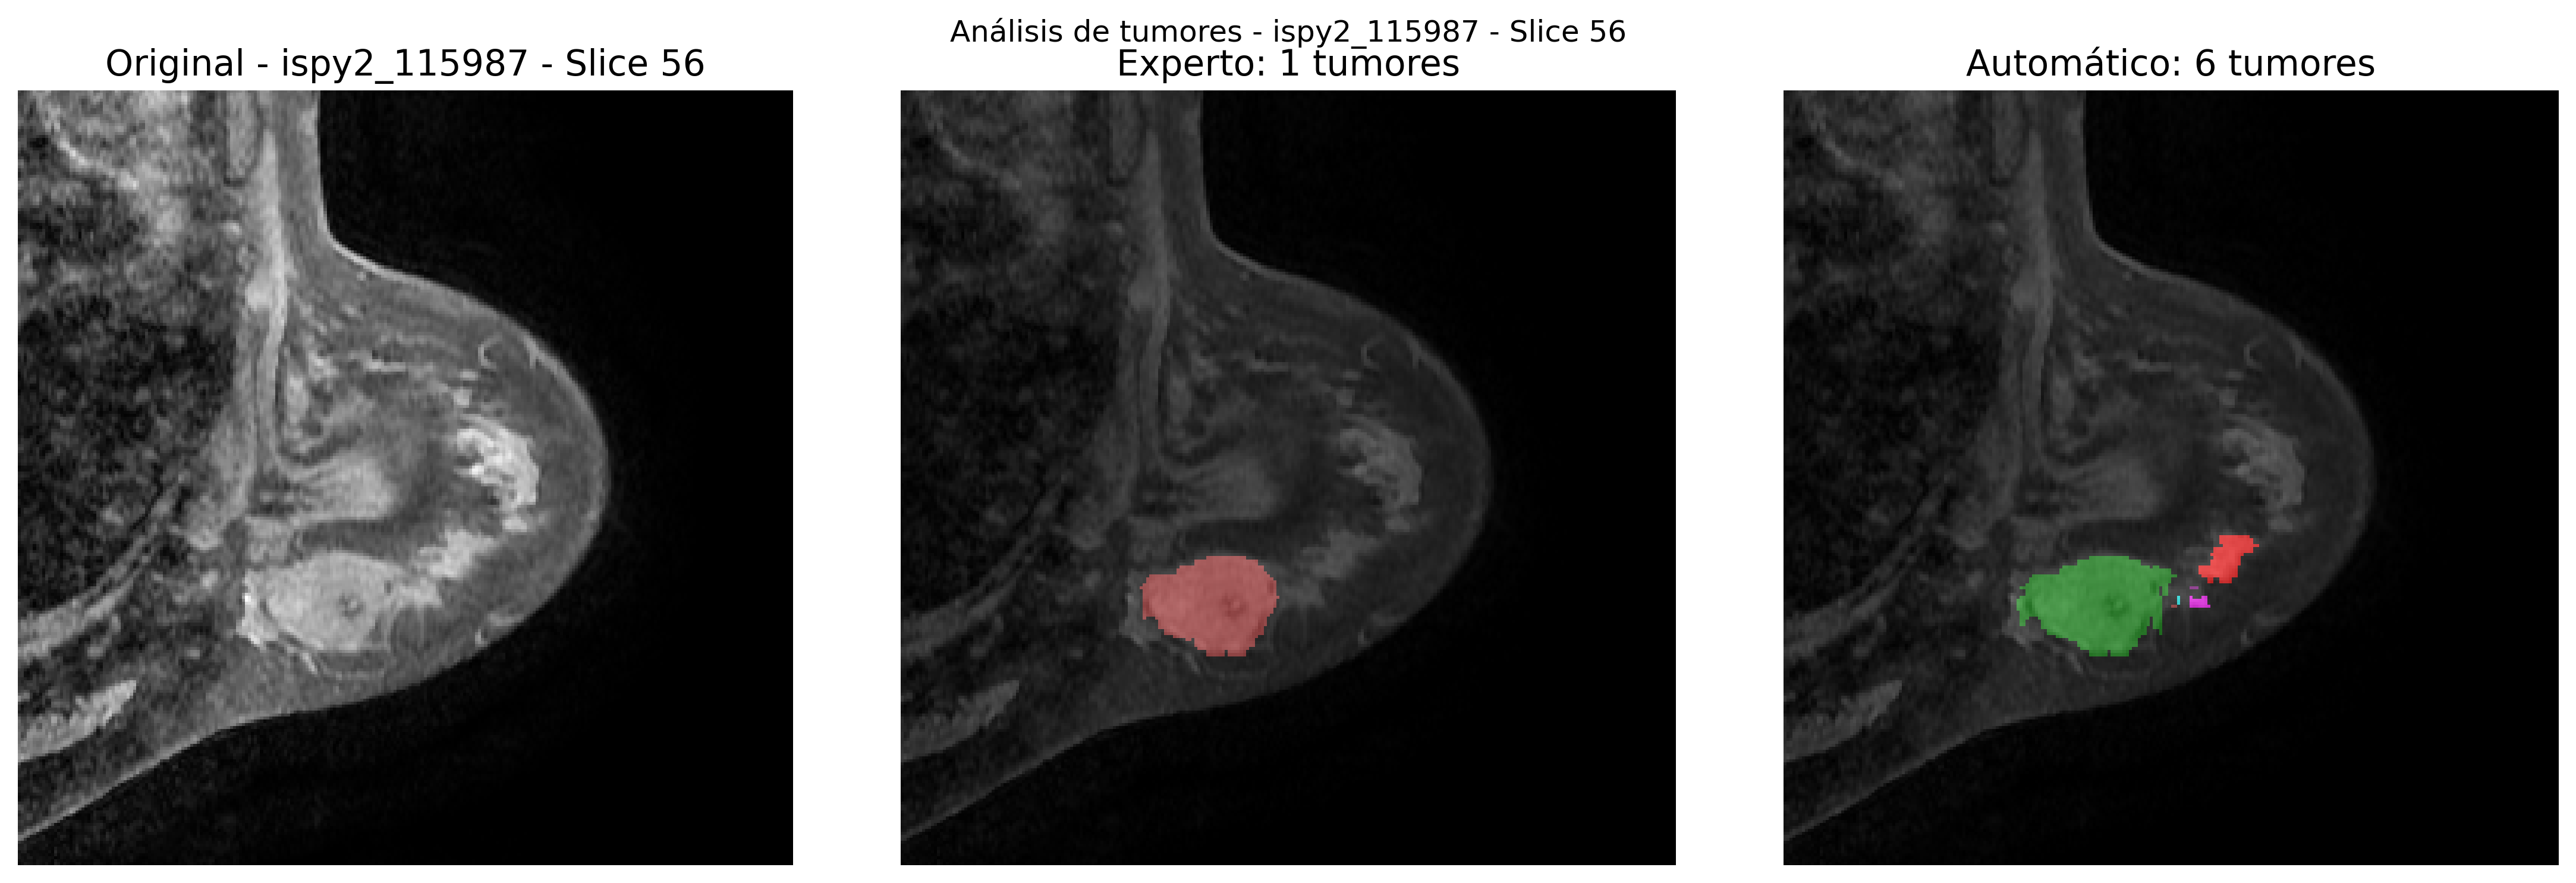 Análisis de tumores - ispy2_115987 - Slice 56
Original - ispy2_115987 - Slice 56
Experto: 1 tumores
Automático: 6 tumores